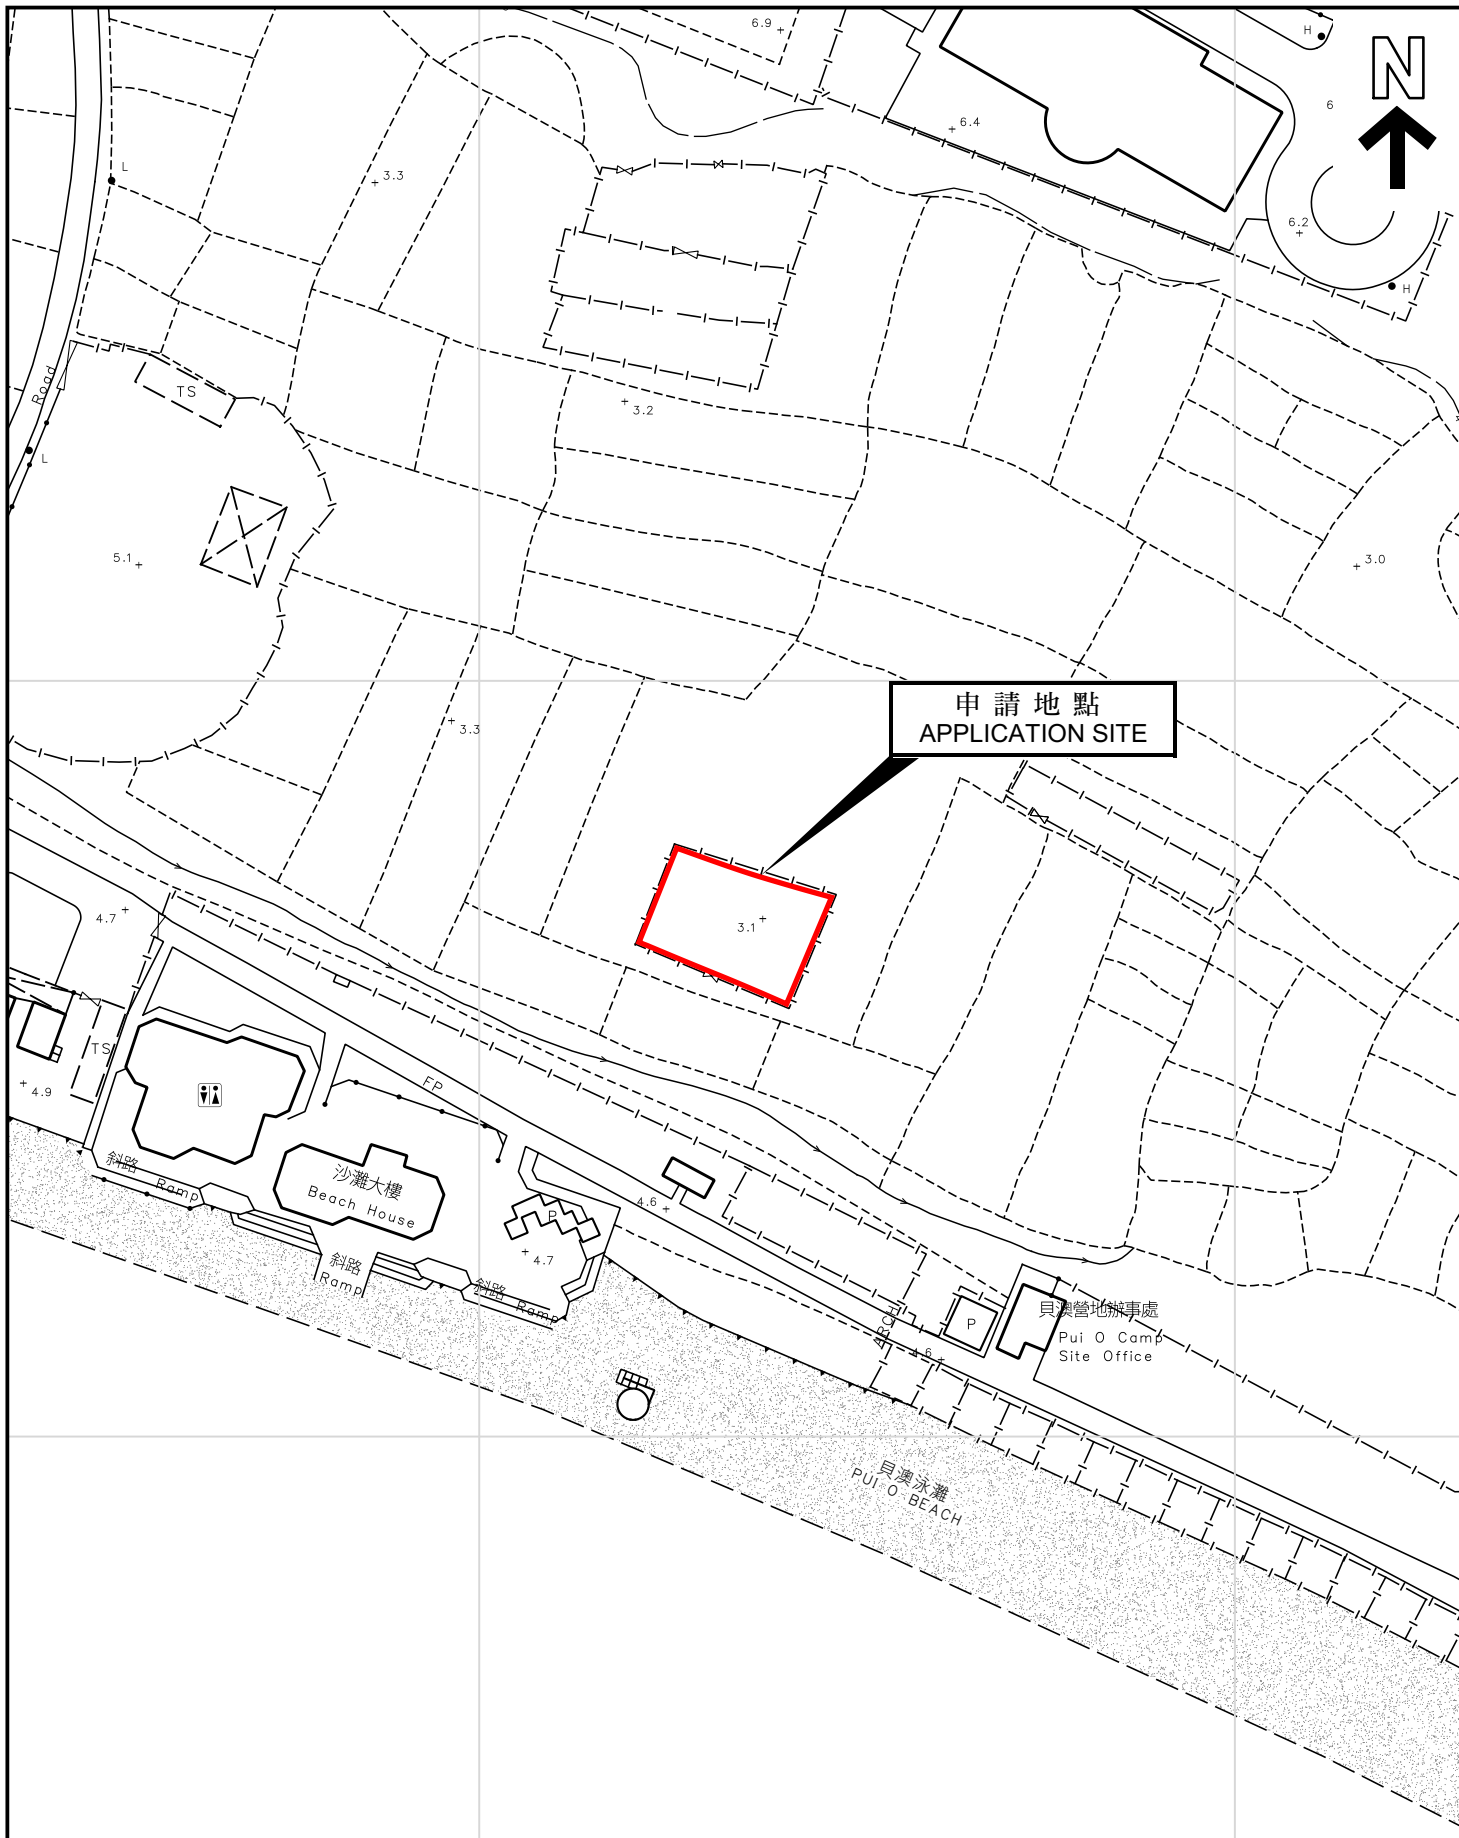 6.9
H
N
6
6.4
L
3.3
6.2
H
Road
TS
3.2
L
5.1
3.0
申請地點
APPLICATION SITE
3.3
4.7
3.1
TS
FP
4.9
斜路
Ramp
沙灘大樓
Beach House
4.6
P
4.7
斜路
Ramp
斜路
Ramp
ARCH
P
4.6
貝澳營地辦事處
Pui O Camp
Site Office
貝澳泳灘
PUI O BEACH